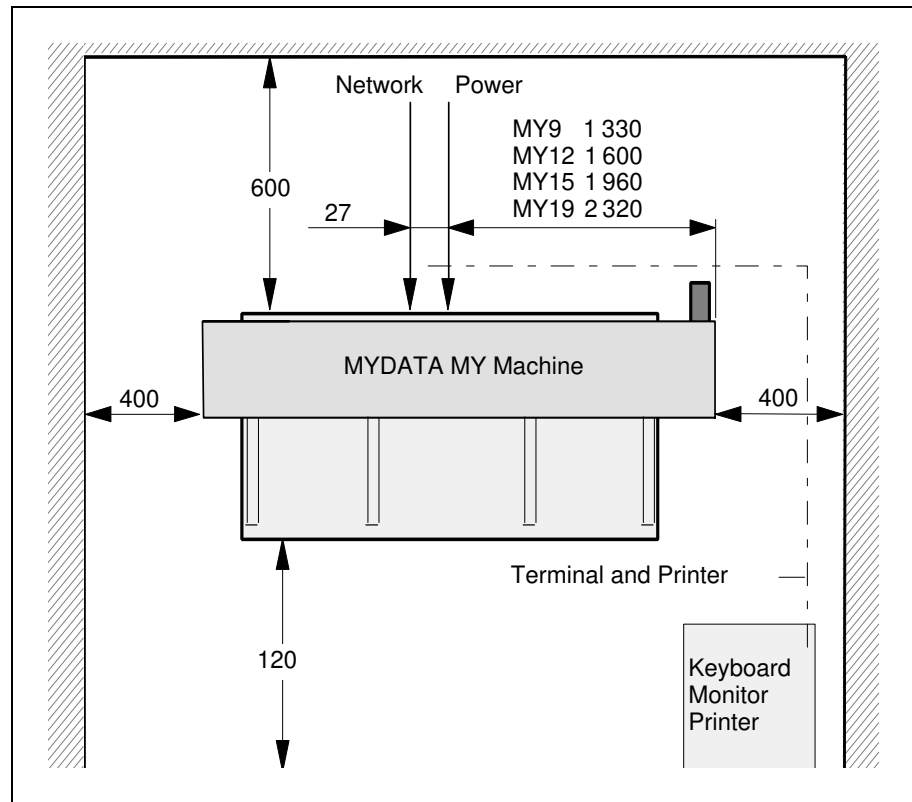 Network Power
MY9 1 330
MY12 1 600
MY15 1 960
MY19 2 320
600
27
MYDATA MY Machine
400
400
Terminal and Printer
120
Keyboard
Monitor
Printer